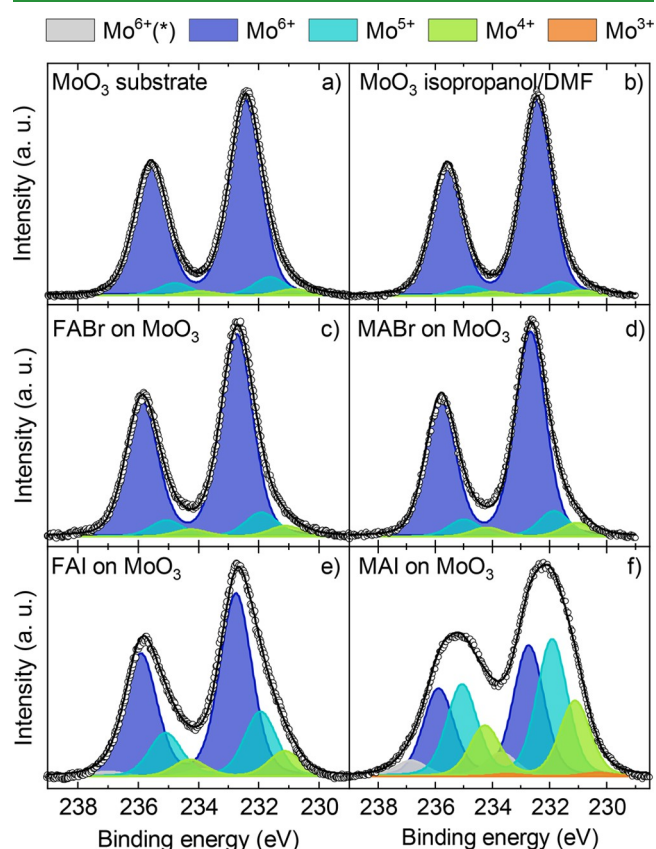 Mo⁶⁺(*) Mo⁶⁺ Mo⁵⁺ Mo⁴⁺ Mo³⁺
MoO₃ substrate a) MoO₃ isopropanol/DMF b)
Intensity (a. u.)
FABr on MoO₃ c) MABr on MoO₃ d)
Intensity (a. u.)
FAI on MoO₃ e) MAI on MoO₃ f)
Intensity (a. u.)
238 236 234 232 230 238 236 234 232 230
Binding energy (eV) Binding energy (eV)